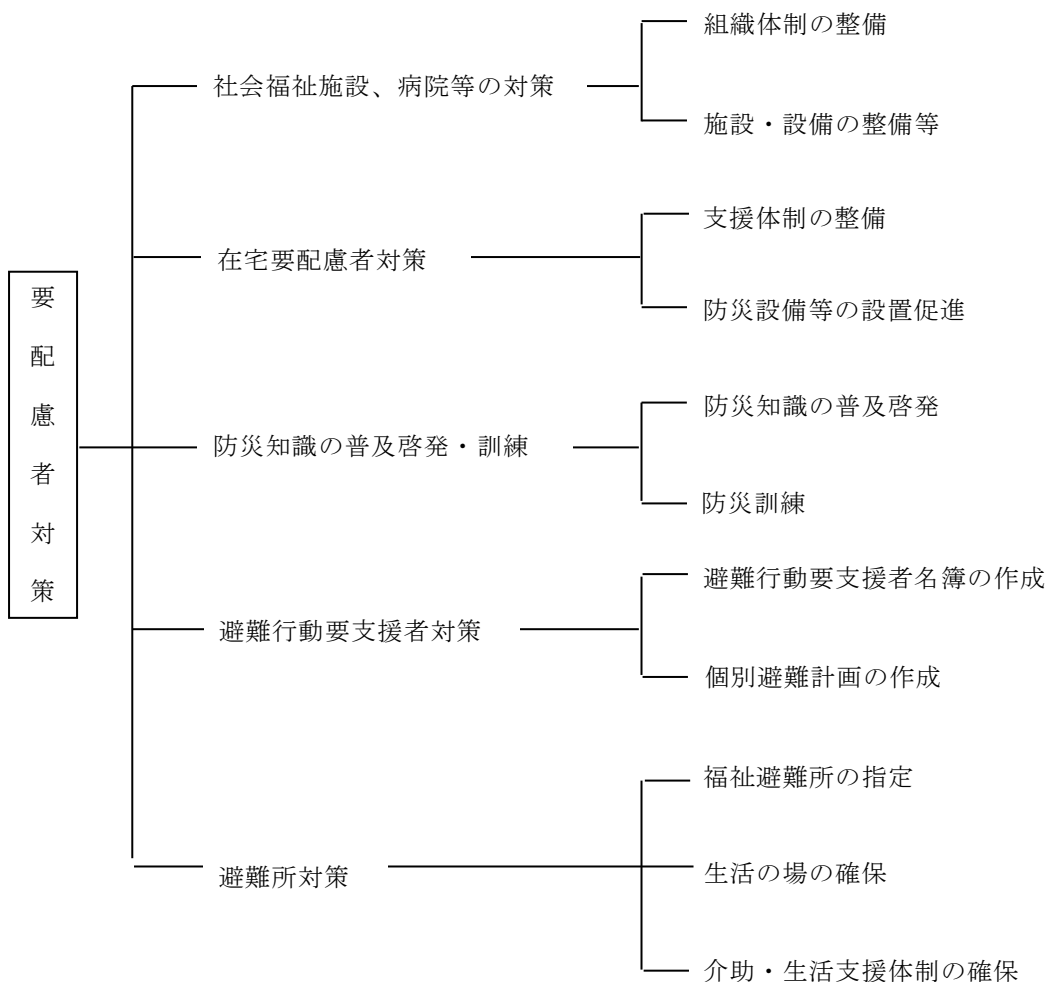 要配慮者対策
社会福祉施設、病院等の対策
組織体制の整備
施設・設備の整備等
在宅要配慮者対策
支援体制の整備
防災設備等の設置促進
防災知識の普及啓発・訓練
防災知識の普及啓発
防災訓練
避難行動要支援者対策
避難行動要支援者名簿の作成
個別避難計画の作成
避難所対策
福祉避難所の指定
生活の場の確保
介助・生活支援体制の確保